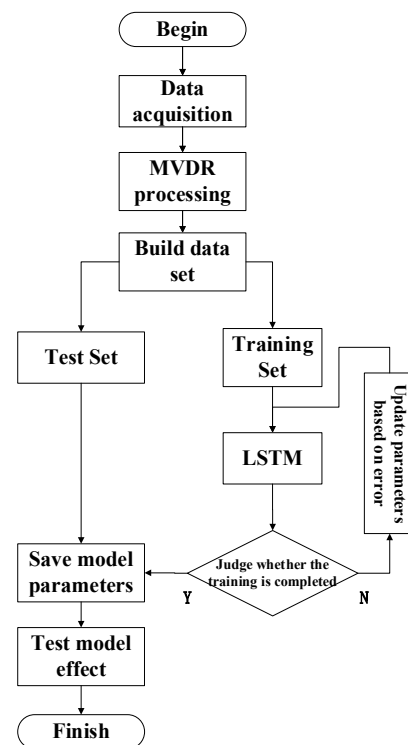 Begin
Data
acquisition
MVDR
processing
Build data
set
Test Set
Training
Set
Update parameters
based on error
LSTM
Judge whether the
training is completed
Y
N
Save model
parameters
Test model
effect
Finish